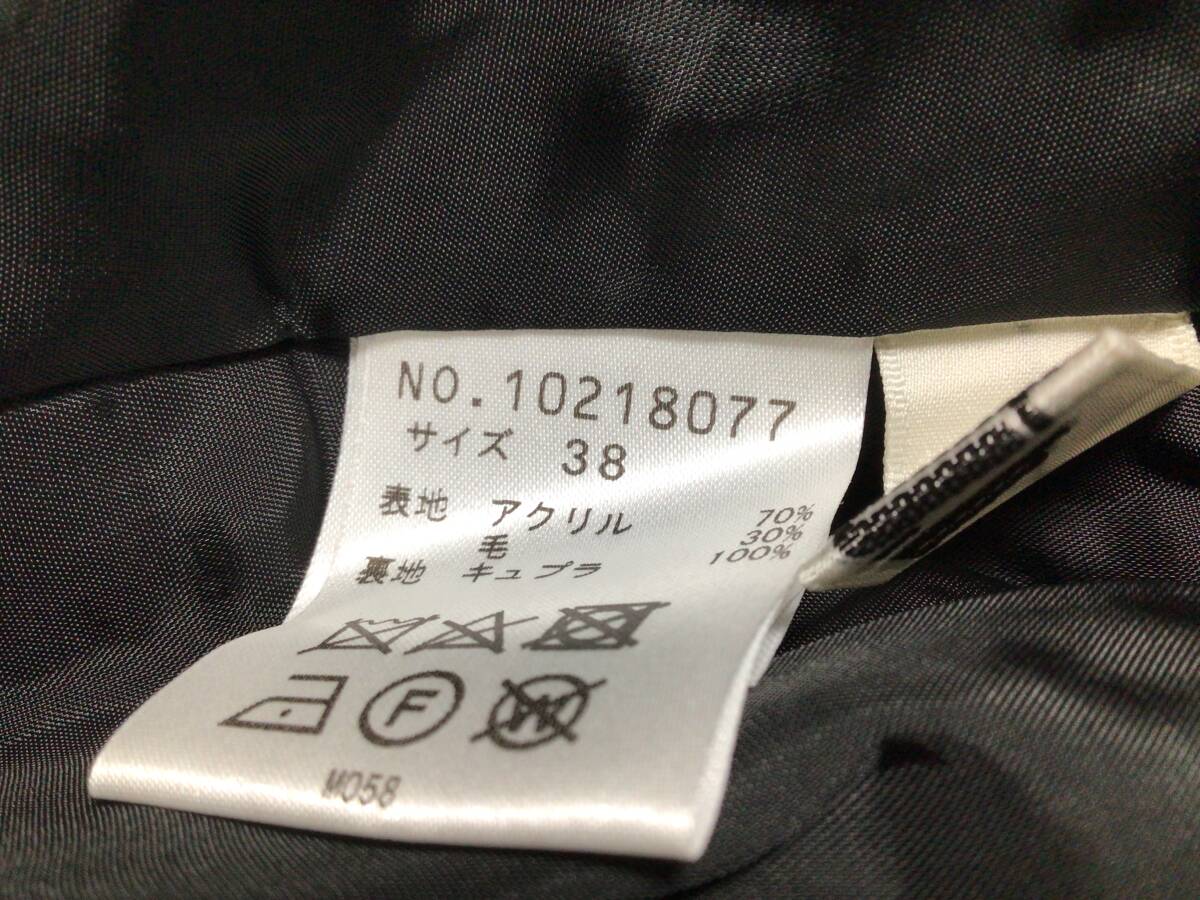 NO.10218077
サイズ 38
表地 アクリル 70%
毛 30%
裏地 キュプラ 100%
F
W
M058